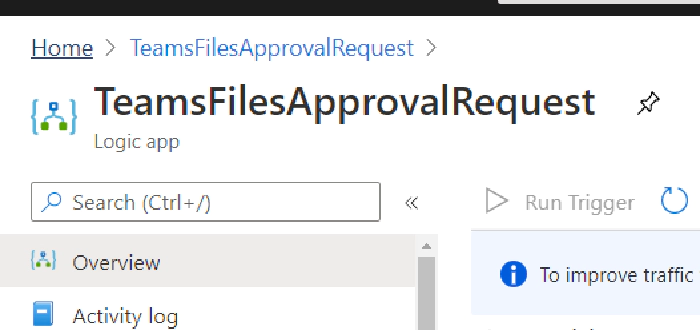 Home > TeamsFilesApprovalRequest >
TeamsFilesApprovalRequest
Logic app
Search (Ctrl+/)
«
Run Trigger
Overview
To improve traffic
Activity log